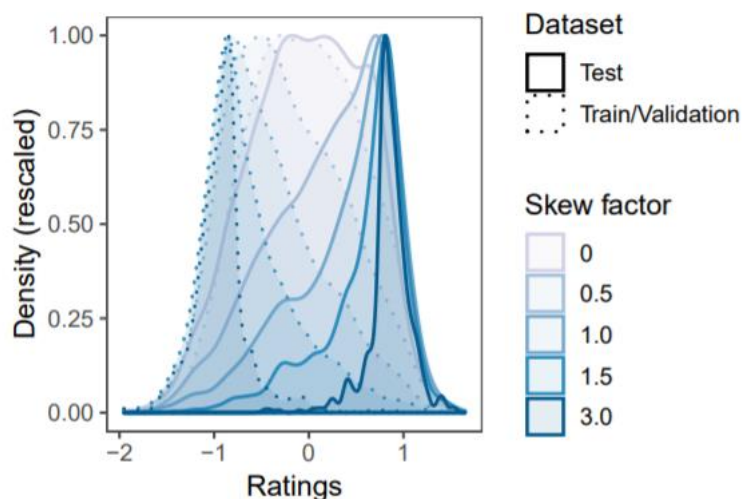 1.00
0.75
0.50
0.25
0.00
Density (rescaled)
−2
−1
0
1
Ratings
Dataset
Test
Train/Validation
Skew factor
0
0.5
1.0
1.5
3.0